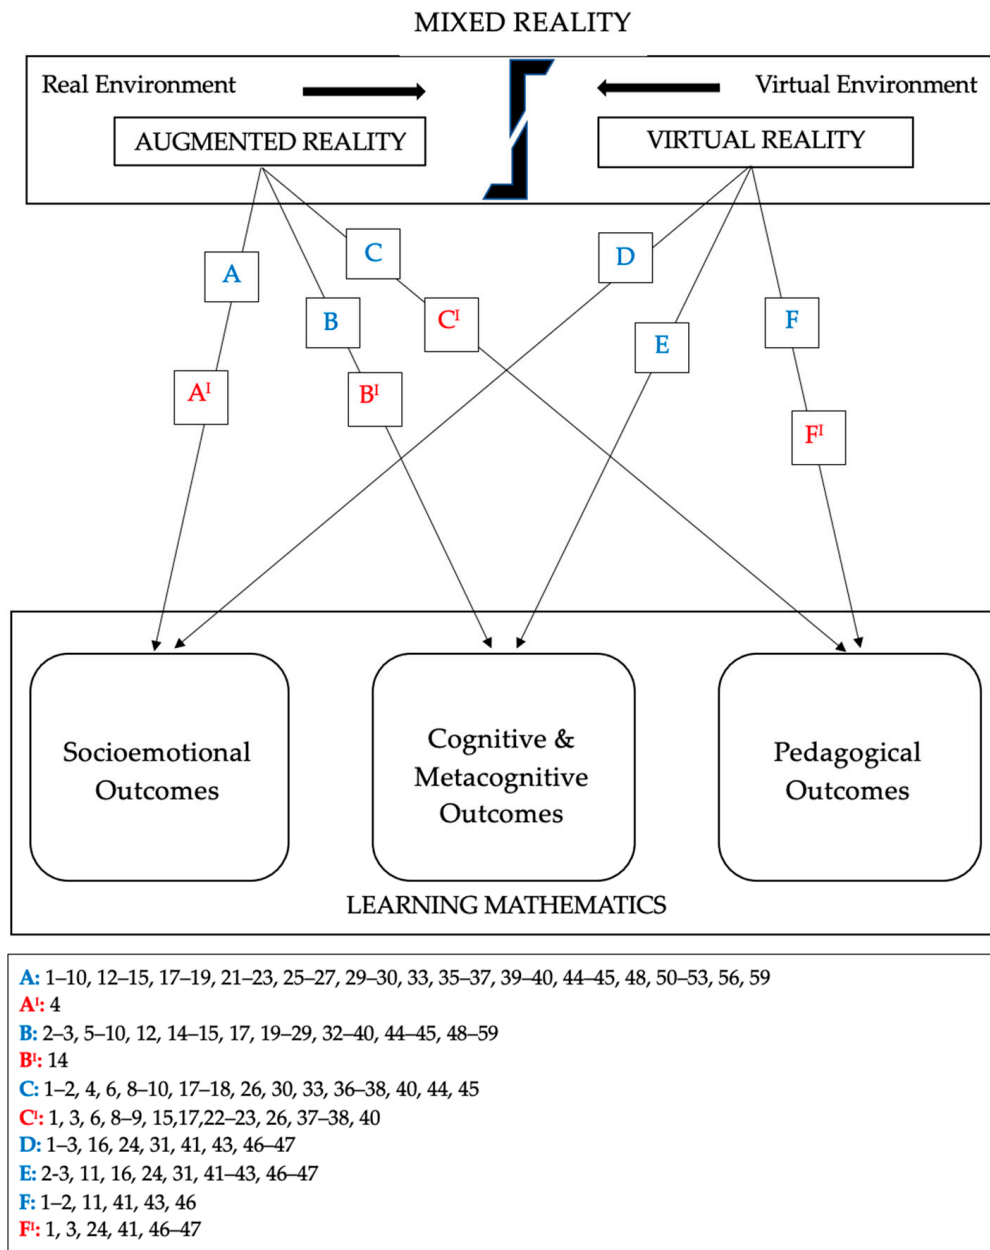 MIXED REALITY
Real Environment
Virtual Environment
AUGMENTED REALITY
VIRTUAL REALITY
A
B
C
D
E
F
Aᴵ
Bᴵ
Cᴵ
Fᴵ
Socioemotional
Outcomes
Cognitive &
Metacognitive
Outcomes
Pedagogical
Outcomes
LEARNING MATHEMATICS
A: 1–10, 12–15, 17–19, 21–23, 25–27, 29–30, 33, 35–37, 39–40, 44–45, 48, 50–53, 56, 59
Aᴵ: 4
B: 2–3, 5–10, 12, 14–15, 17, 19–29, 32–40, 44–45, 48–59
Bᴵ: 14
C: 1–2, 4, 6, 8–10, 17–18, 26, 30, 33, 36–38, 40, 44, 45
Cᴵ: 1, 3, 6, 8–9, 15,17,22–23, 26, 37–38, 40
D: 1–3, 16, 24, 31, 41, 43, 46–47
E: 2-3, 11, 16, 24, 31, 41–43, 46–47
F: 1–2, 11, 41, 43, 46
Fᴵ: 1, 3, 24, 41, 46–47